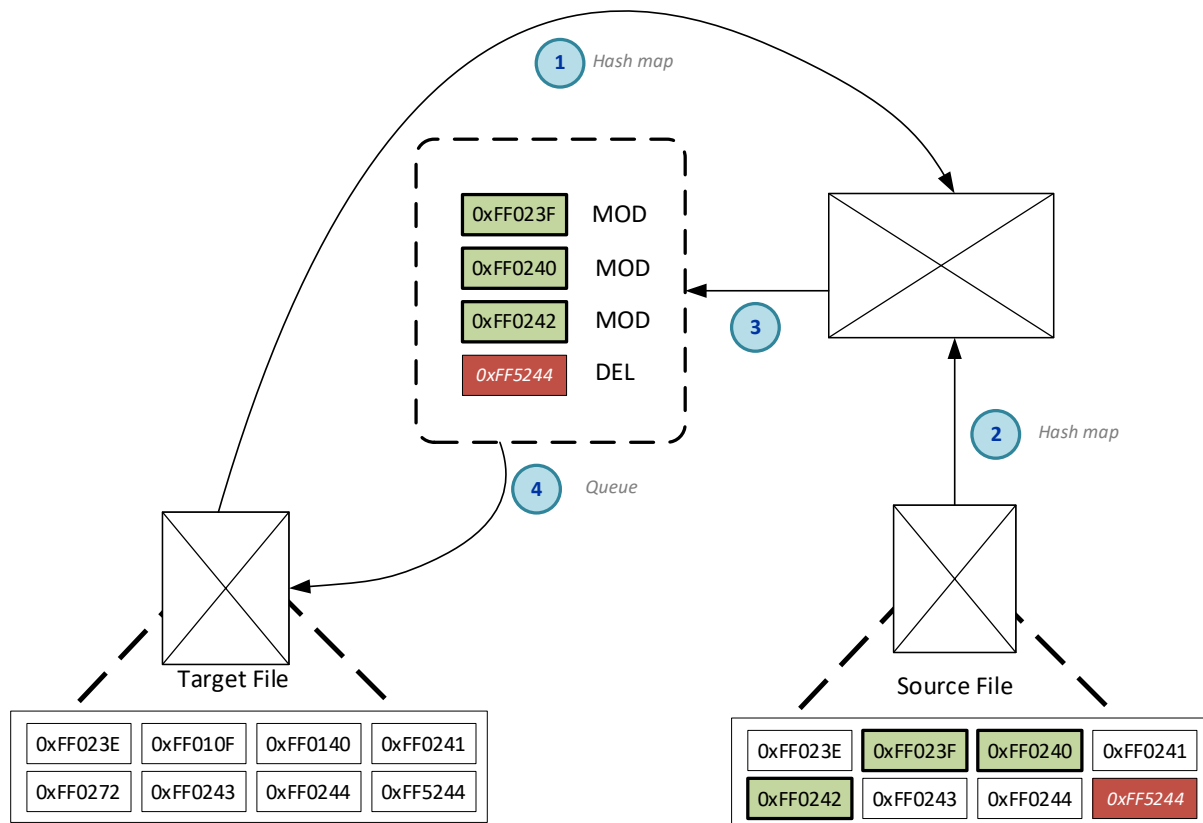 1 Hash map
0xFF023F MOD
0xFF0240 MOD
0xFF0242 MOD
0xFF5244 DEL
3
2 Hash map
4 Queue
Target File
0xFF023E 0xFF010F 0xFF0140 0xFF0241
0xFF0272 0xFF0243 0xFF0244 0xFF5244
Source File
0xFF023E 0xFF023F 0xFF0240 0xFF0241
0xFF0242 0xFF0243 0xFF0244 0xFF5244